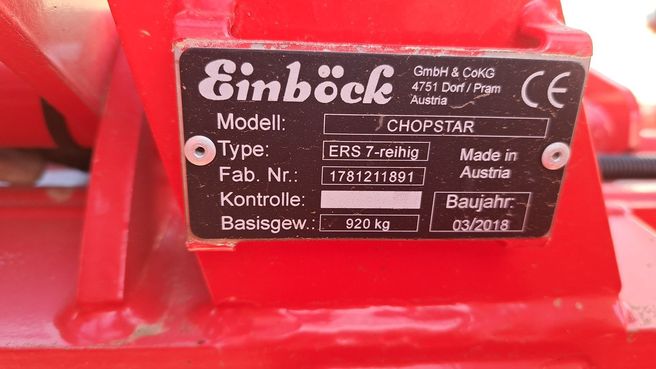 Einböck
GmbH & CoKG
4751 Dorf / Pram
Austria
CE
Modell: CHOPSTAR
Type: ERS 7-reihig
Fab. Nr.: 1781211891
Made in
Austria
Kontrolle:
Basisgew.: 920 kg
Baujahr:
03/2018